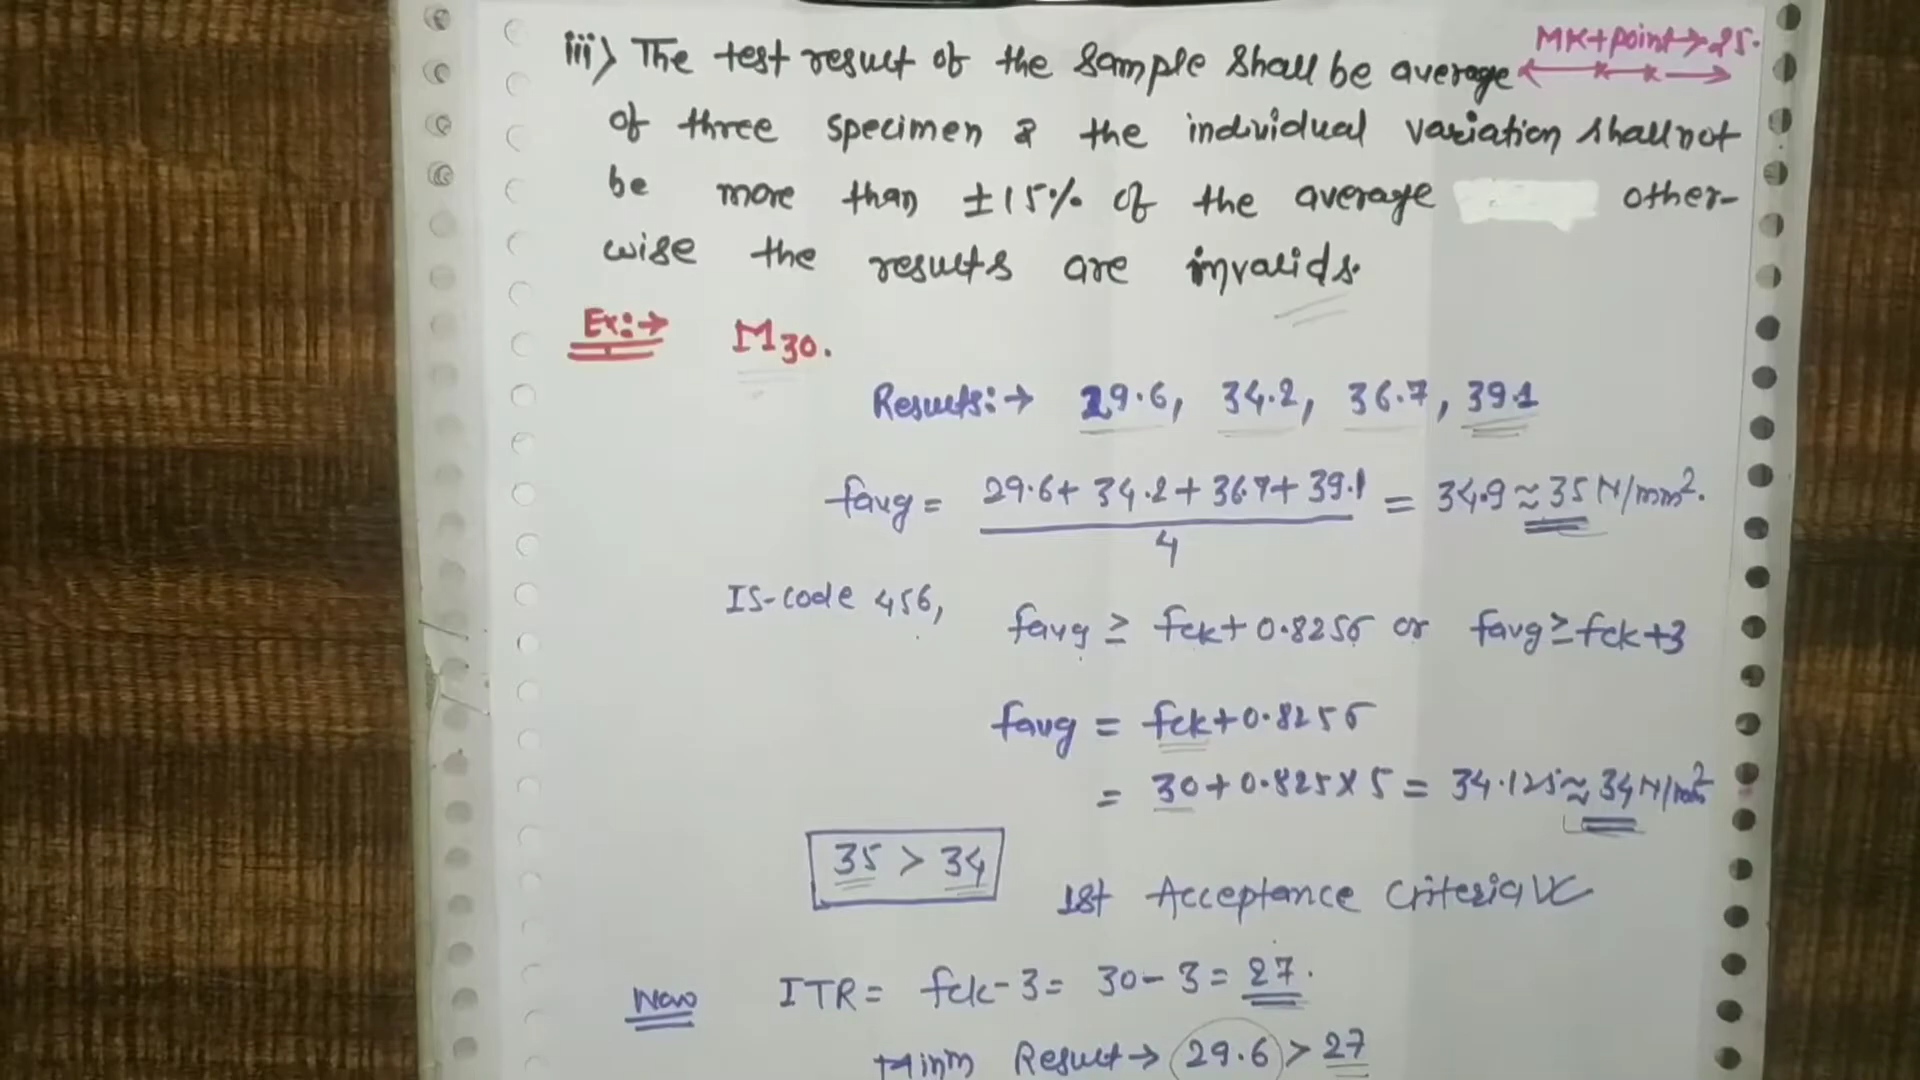 MK+point→25.
iii) The test result of the sample shall be average
of three specimen & the individual variation shall not
be more than ±15% of the average other-
wise the results are invalids.
Ex:→ M30.
Results:→ 29.6, 34.2, 36.7, 39.1
favg = 29.6+34.2+36.7+39.1 / 4 = 34.9≈35 N/mm².
IS-code 456,
favg ≥ fck+0.825σ or favg≥fck+3
favg = fck+0.825σ
= 30+0.825×5 = 34.125≈34N/mm²
35 > 34
1st Acceptance Criteria
Now ITR= fck-3= 30-3= 27.
Minm Result→ 29.6 > 27